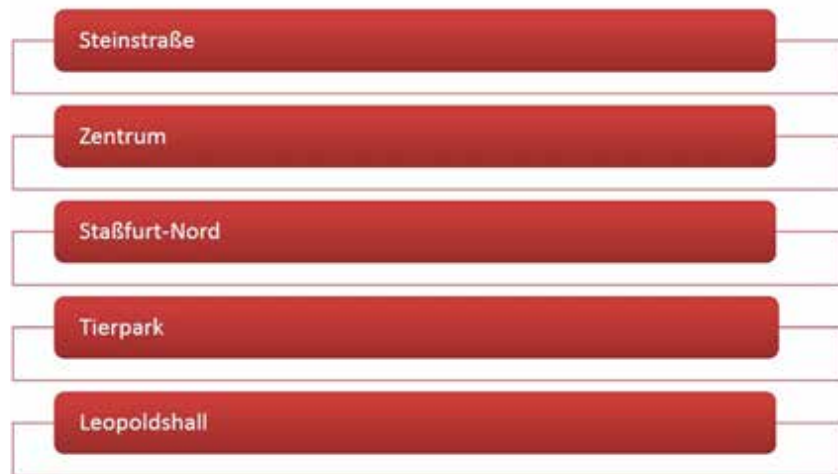 Steinstraße
Zentrum
Staßfurt-Nord
Tierpark
Leopoldshall